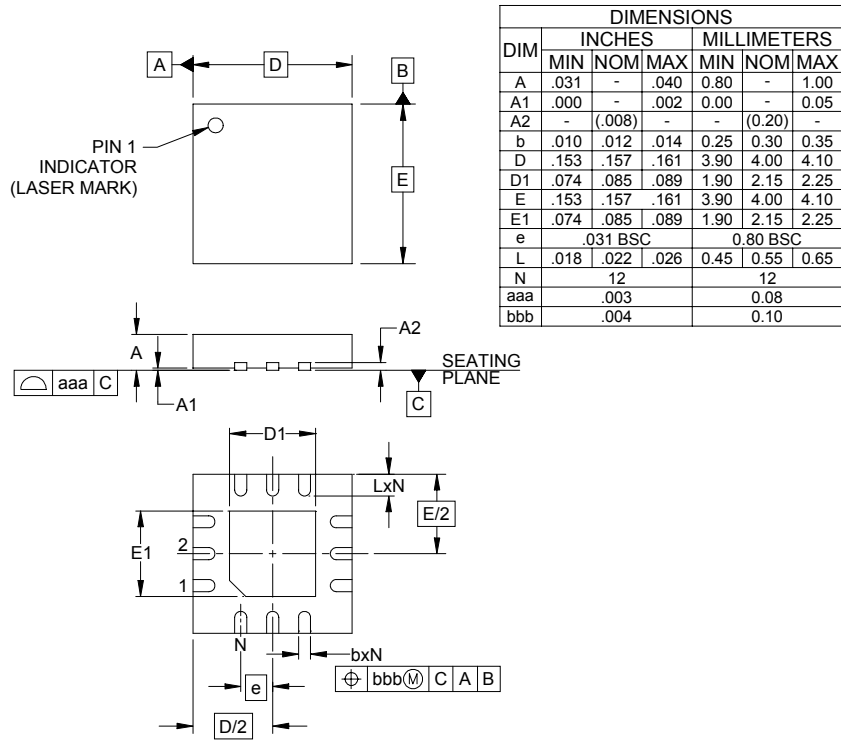 A
D
B
PIN 1
INDICATOR
(LASER MARK)
E
DIMENSIONS
DIM INCHES MILLIMETERS
MIN NOM MAX MIN NOM MAX
A .031 - .040 0.80 - 1.00
A1 .000 - .002 0.00 - 0.05
A2 - (.008) - - (0.20) -
b .010 .012 .014 0.25 0.30 0.35
D .153 .157 .161 3.90 4.00 4.10
D1 .074 .085 .089 1.90 2.15 2.25
E .153 .157 .161 3.90 4.00 4.10
E1 .074 .085 .089 1.90 2.15 2.25
e .031 BSC 0.80 BSC
L .018 .022 .026 0.45 0.55 0.65
N 12 12
aaa .003 0.08
bbb .004 0.10
A
A2
SEATING
PLANE
aaa C
A1
C
D1
LxN
E/2
E1
2
1
N
bxN
⌖ bbbⓂ C A B
e
D/2